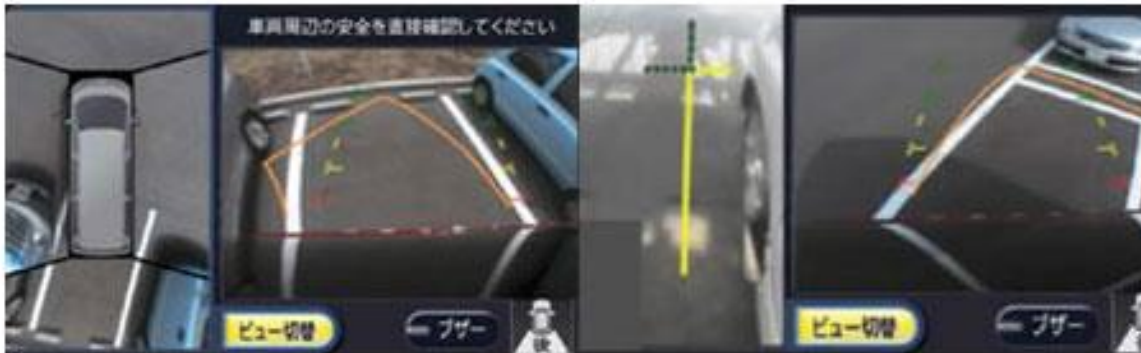 車両周辺の安全を直接確認してください
ビュー切替
ブザー
後
ビュー切替
ブザー